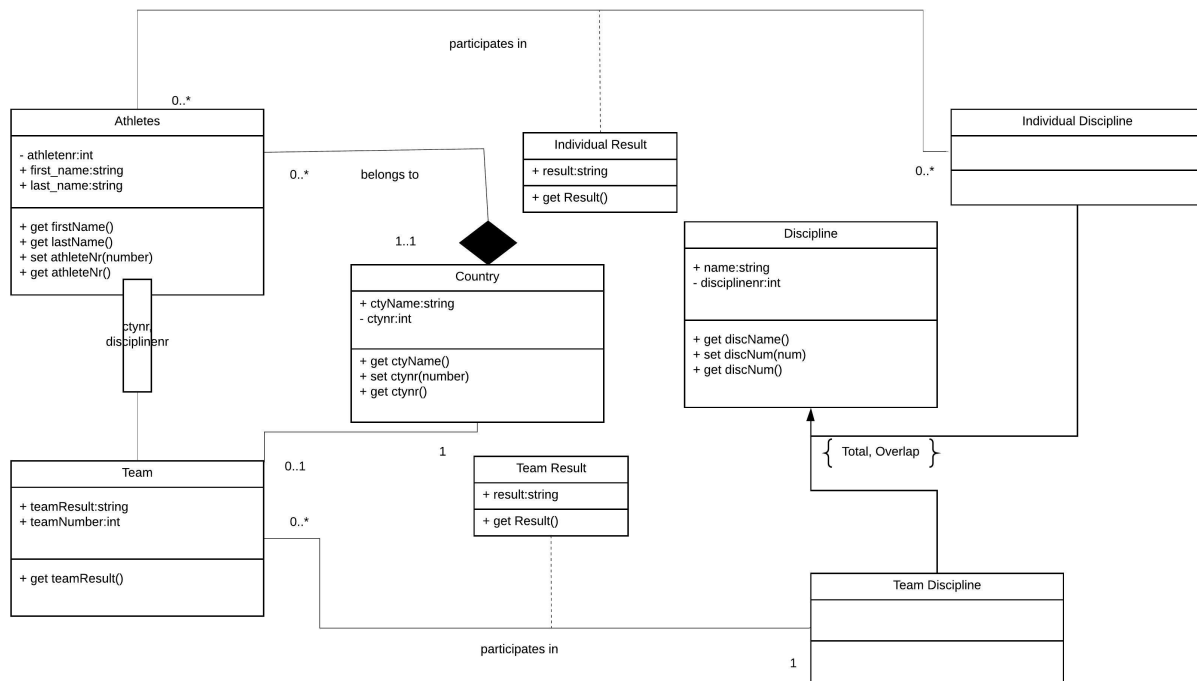 participates in
0..*
Athletes
- athletenr:int
+ first_name:string
+ last_name:string
+ get firstName()
+ get lastName()
+ set athleteNr(number)
+ get athleteNr()
ctynr,
disciplinenr
0..*
belongs to
1..1
Individual Result
+ result:string
+ get Result()
Individual Discipline
0..*
Country
+ ctyName:string
- ctynr:int
+ get ctyName()
+ set ctynr(number)
+ get ctynr()
Discipline
+ name:string
- disciplinenr:int
+ get discName()
+ set discNum(num)
+ get discNum()
{ Total, Overlap }
1
0..1
Team
+ teamResult:string
+ teamNumber:int
+ get teamResult()
0..*
Team Result
+ result:string
+ get Result()
Team Discipline
participates in
1